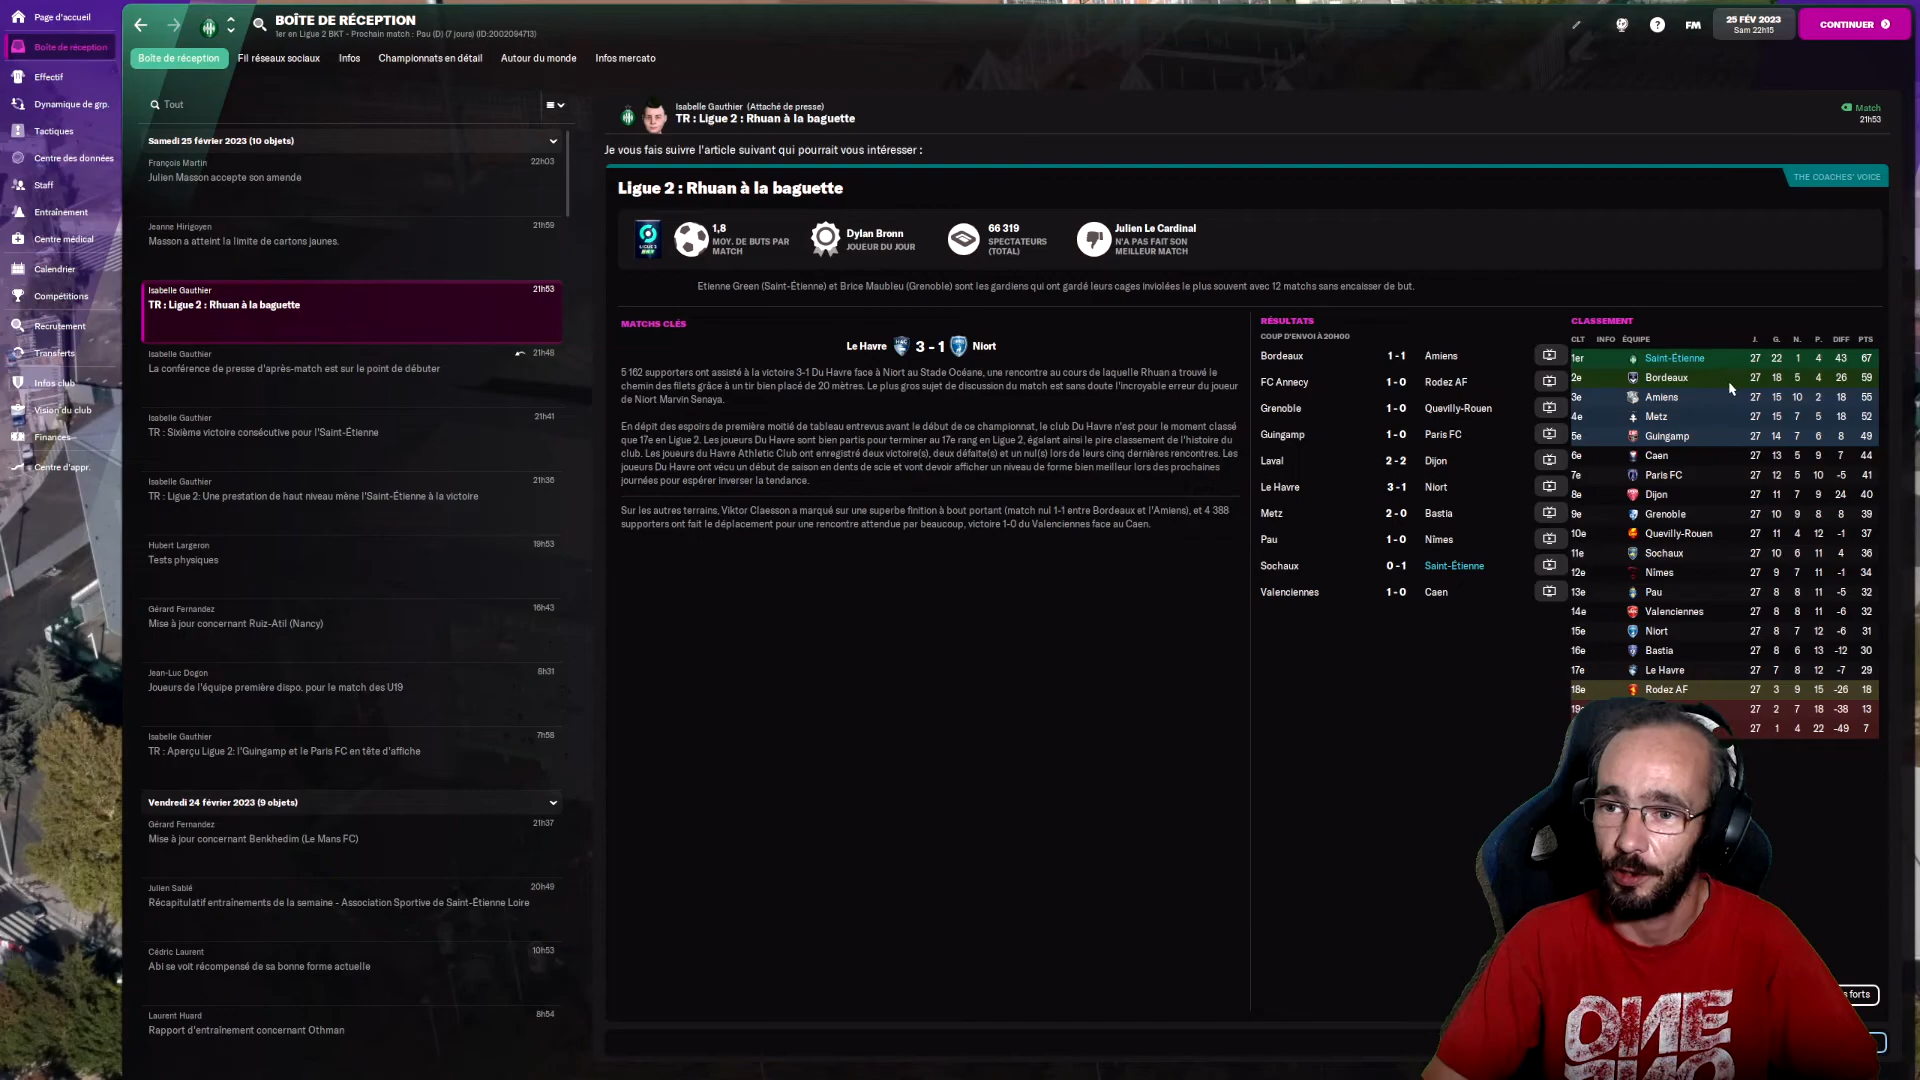 Page d'accueil
Boîte de réception
Effectif
Dynamique de grp.
Tactiques
Centre des données
Staff
Entraînement
Centre médical
Calendrier
Compétitions
Recrutement
Transferts
Infos club
Vision du club
Finances
Centre d'appr.
BOÎTE DE RÉCEPTION
1er en Ligue 2 BKT - Prochain match : Pau (D) (7 jours) (ID:2002094713)
FM
25 FÉV 2023
Sam 22h15
CONTINUER
Boîte de réception
Fil réseaux sociaux
Infos
Championnats en détail
Autour du monde
Infos mercato
Tout
Samedi 25 février 2023 (10 objets)
François Martin 22h03
Julien Masson accepte son amende
Jeanne Hirigoyen 21h59
Masson a atteint la limite de cartons jaunes.
Isabelle Gauthier 21h53
TR : Ligue 2 : Rhuan à la baguette
Isabelle Gauthier 21h48
La conférence de presse d'après-match est sur le point de débuter
Isabelle Gauthier 21h41
TR : Sixième victoire consécutive pour l'Saint-Étienne
Isabelle Gauthier 21h36
TR : Ligue 2: Une prestation de haut niveau mène l'Saint-Étienne à la victoire
Hubert Largeron 19h53
Tests physiques
Gérard Fernandez 16h43
Mise à jour concernant Ruiz-Atil (Nancy)
Jean-Luc Dogon 8h31
Joueurs de l'équipe première dispo. pour le match des U19
Isabelle Gauthier 7h58
TR : Aperçu Ligue 2: l'Guingamp et le Paris FC en tête d'affiche
Vendredi 24 février 2023 (9 objets)
Gérard Fernandez 21h37
Mise à jour concernant Benkhedim (Le Mans FC)
Julien Sablé 20h49
Récapitulatif entraînements de la semaine - Association Sportive de Saint-Étienne Loire
Cédric Laurent 10h53
Abi se voit récompensé de sa bonne forme actuelle
Laurent Huard 8h54
Rapport d'entraînement concernant Othman
Isabelle Gauthier (Attaché de presse)
TR : Ligue 2 : Rhuan à la baguette
Match
21h53
Je vous fais suivre l'article suivant qui pourrait vous intéresser :
THE COACHES' VOICE
Ligue 2 : Rhuan à la baguette
1,8
MOY. DE BUTS PAR
MATCH
Dylan Bronn
JOUEUR DU JOUR
66 319
SPECTATEURS
(TOTAL)
Julien Le Cardinal
N'A PAS FAIT SON
MEILLEUR MATCH
Etienne Green (Saint-Étienne) et Brice Maubleu (Grenoble) sont les gardiens qui ont gardé leurs cages inviolées le plus souvent avec 12 matchs sans encaisser de but.
MATCHS CLÉS
Le Havre 3 - 1 Niort
5 162 supporters ont assisté à la victoire 3-1 Du Havre face à Niort au Stade Océane, une rencontre au cours de laquelle Rhuan a trouvé le
chemin des filets grâce à un tir bien placé de 20 mètres. Le plus gros sujet de discussion du match est sans doute l'incroyable erreur du joueur
de Niort Marvin Senaya.
En dépit des espoirs de première moitié de tableau entrevus avant le début de ce championnat, le club Du Havre n'est pour le moment classé
que 17e en Ligue 2. Les joueurs Du Havre sont bien partis pour terminer au 17e rang en Ligue 2, égalant ainsi le pire classement de l'histoire du
club. Les joueurs du Havre Athletic Club ont enregistré deux victoire(s), deux défaite(s) et un nul(s) lors de leurs cinq dernières rencontres. Les
joueurs Du Havre ont vécu un début de saison en dents de scie et vont devoir afficher un niveau de forme bien meilleur lors des prochaines
journées pour espérer inverser la tendance.
Sur les autres terrains, Viktor Claesson a marqué sur une superbe finition à bout portant (match nul 1-1 entre Bordeaux et l'Amiens), et 4 388
supporters ont fait le déplacement pour une rencontre attendue par beaucoup, victoire 1-0 du Valenciennes face au Caen.
RÉSULTATS
COUP D'ENVOI À 20H00
Bordeaux 1 - 1 Amiens
FC Annecy 1 - 0 Rodez AF
Grenoble 1 - 0 Quevilly-Rouen
Guingamp 1 - 0 Paris FC
Laval 2 - 2 Dijon
Le Havre 3 - 1 Niort
Metz 2 - 0 Bastia
Pau 1 - 0 Nîmes
Sochaux 0 - 1 Saint-Étienne
Valenciennes 1 - 0 Caen
CLASSEMENT
CLT INFO ÉQUIPE J. G. N. P. DIFF PTS
1er Saint-Étienne 27 22 1 4 43 67
2e Bordeaux 27 18 5 4 26 59
3e Amiens 27 15 10 2 18 55
4e Metz 27 15 7 5 18 52
5e Guingamp 27 14 7 6 8 49
6e Caen 27 13 5 9 7 44
7e Paris FC 27 12 5 10 -5 41
8e Dijon 27 11 7 9 24 40
9e Grenoble 27 10 9 8 8 39
10e Quevilly-Rouen 27 11 4 12 -1 37
11e Sochaux 27 10 6 11 4 36
12e Nîmes 27 9 7 11 -1 34
13e Pau 27 8 8 11 -5 32
14e Valenciennes 27 8 8 11 -6 32
15e Niort 27 8 7 12 -6 31
16e Bastia 27 8 6 13 -12 30
17e Le Havre 27 7 8 12 -7 29
18e Rodez AF 27 3 9 15 -26 18
19e 27 2 7 18 -38 13
27 1 4 22 -49 7
forts